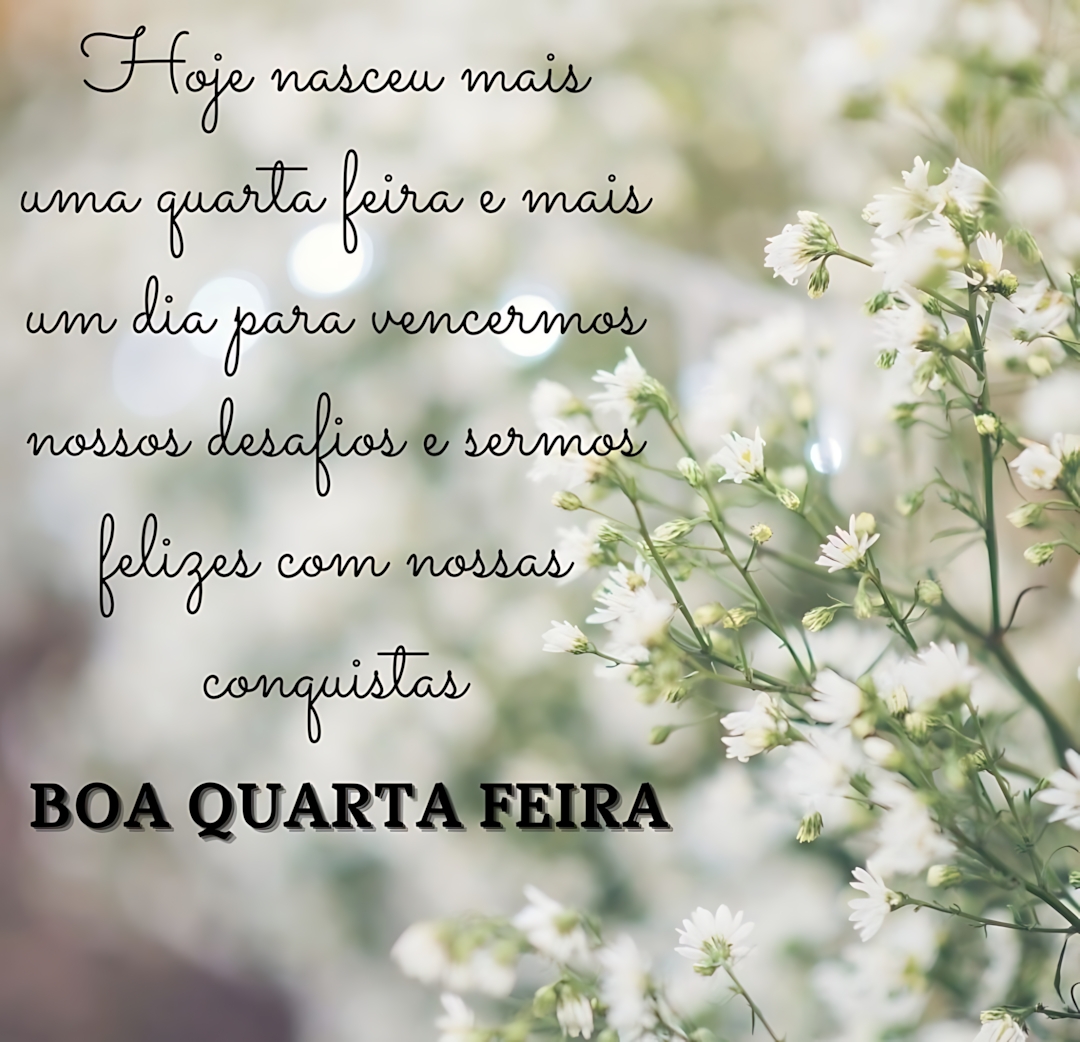 Hoje nasceu mais
uma quarta feira e mais
um dia para vencermos
nossos desafios e sermos
felizes com nossas
conquistas
BOA QUARTA FEIRA